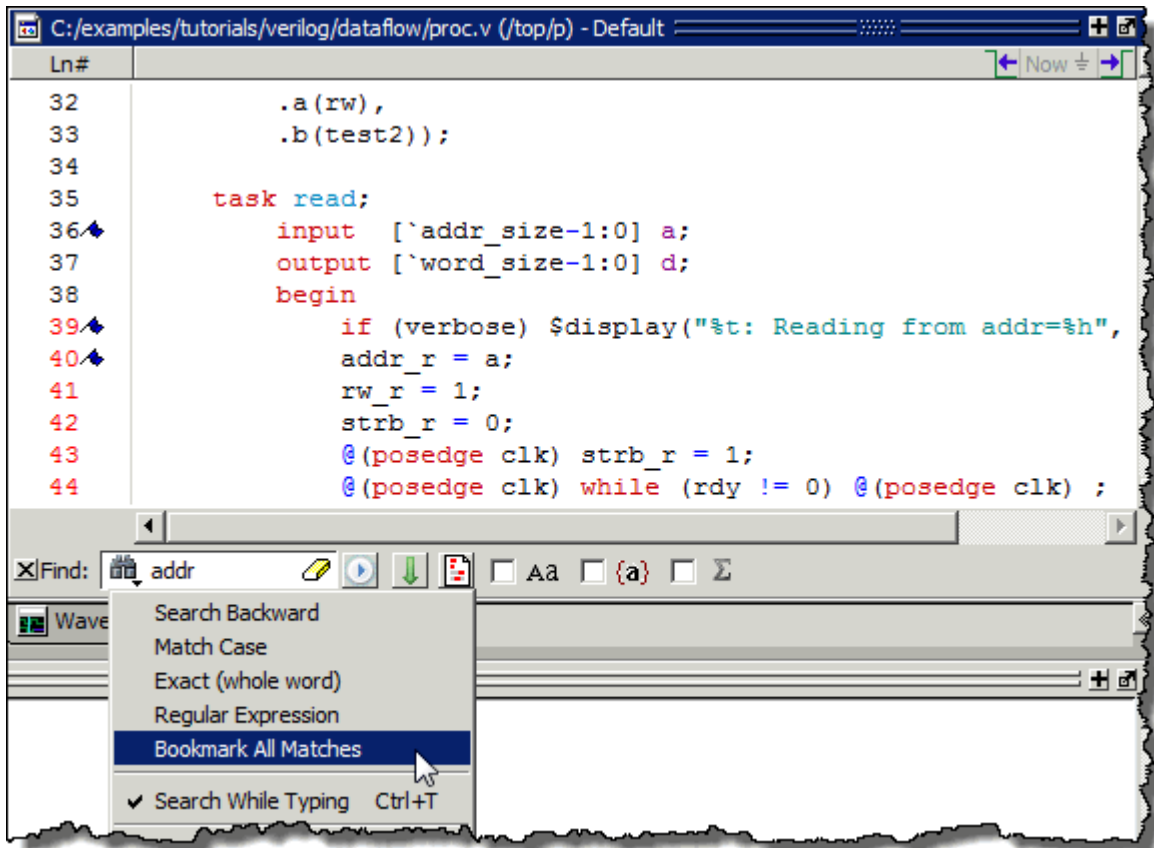 C:/examples/tutorials/verilog/dataflow/proc.v (/top/p) - Default
Ln#
Now
32 .a(rw),
33 .b(test2));
34
35 task read;
36 input [`addr_size-1:0] a;
37 output [`word_size-1:0] d;
38 begin
39 if (verbose) $display("%t: Reading from addr=%h",
40 addr_r = a;
41 rw_r = 1;
42 strb_r = 0;
43 @(posedge clk) strb_r = 1;
44 @(posedge clk) while (rdy != 0) @(posedge clk) ;
Find: addr Aa {a} Σ
Wave
Search Backward
Match Case
Exact (whole word)
Regular Expression
Bookmark All Matches
Search While Typing Ctrl+T